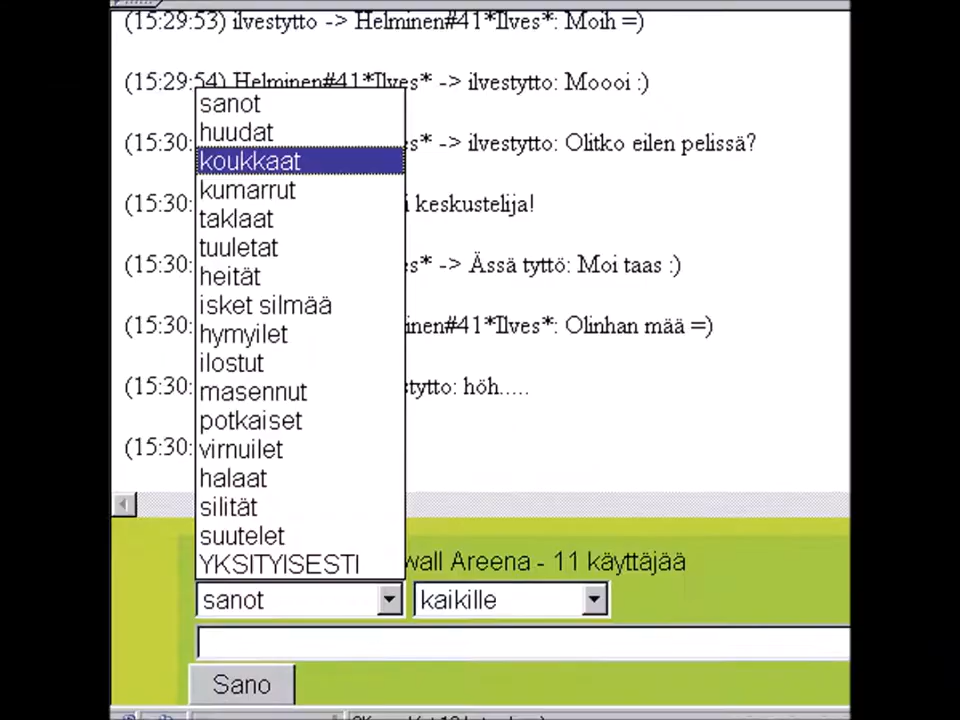 (15:29:53) ilvestytto -> Helminen#41*Ilves*: Moih =)
(15:29:54) Helminen#41*Ilves* -> ilvestytto: Moooi :)
(15:30: s* -> ilvestytto: Olitko eilen pelissä?
(15:30: i keskustelija!
(15:30: s* -> Ässä tyttö: Moi taas :)
(15:30: inen#41*Ilves*: Olinhan mää =)
(15:30: stytto: höh.....
(15:30:
sanot
huudat
koukkaat
kumarrut
taklaat
tuuletat
heität
isket silmää
hymyilet
ilostut
masennut
potkaiset
virnuilet
halaat
silität
suutelet
YKSITYISESTI
wall Areena - 11 käyttäjää
sanot kaikille
Sano